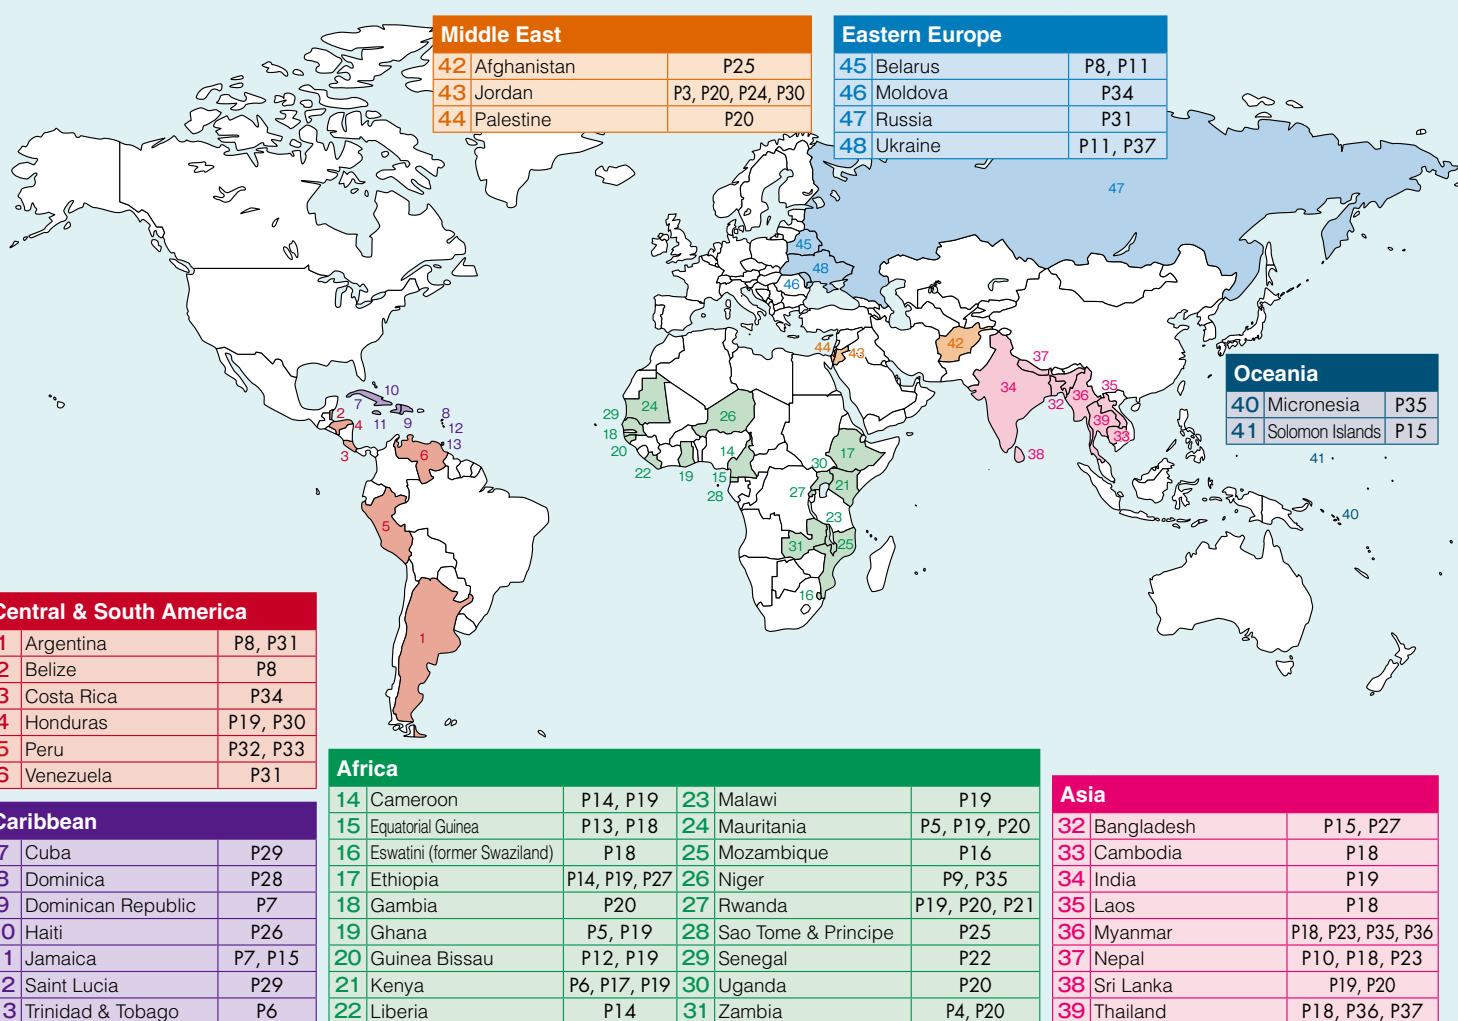 Middle East
42 Afghanistan P25
43 Jordan P3, P20, P24, P30
44 Palestine P20
Eastern Europe
45 Belarus P8, P11
46 Moldova P34
47 Russia P31
48 Ukraine P11, P37
47
45
48
46
44
43
42
37
34
35
36
32
39
33
38
Oceania
40 Micronesia P35
41 Solomon Islands P15
41
40
10
7
2
4
11
9
8
12
13
3
6
5
1
29
24
26
18
20
22
19
14
15
28
30
17
27
21
23
31
25
16
Central & South America
1 Argentina P8, P31
2 Belize P8
3 Costa Rica P34
4 Honduras P19, P30
5 Peru P32, P33
6 Venezuela P31
Caribbean
7 Cuba P29
8 Dominica P28
9 Dominican Republic P7
0 Haiti P26
1 Jamaica P7, P15
2 Saint Lucia P29
3 Trinidad & Tobago P6
Africa
14 Cameroon P14, P19 23 Malawi P19
15 Equatorial Guinea P13, P18 24 Mauritania P5, P19, P20
16 Eswatini (former Swaziland) P18 25 Mozambique P16
17 Ethiopia P14, P19, P27 26 Niger P9, P35
18 Gambia P20 27 Rwanda P19, P20, P21
19 Ghana P5, P19 28 Sao Tome & Principe P25
20 Guinea Bissau P12, P19 29 Senegal P22
21 Kenya P6, P17, P19 30 Uganda P20
22 Liberia P14 31 Zambia P4, P20
Asia
32 Bangladesh P15, P27
33 Cambodia P18
34 India P19
35 Laos P18
36 Myanmar P18, P23, P35, P36
37 Nepal P10, P18, P23
38 Sri Lanka P19, P20
39 Thailand P18, P36, P37